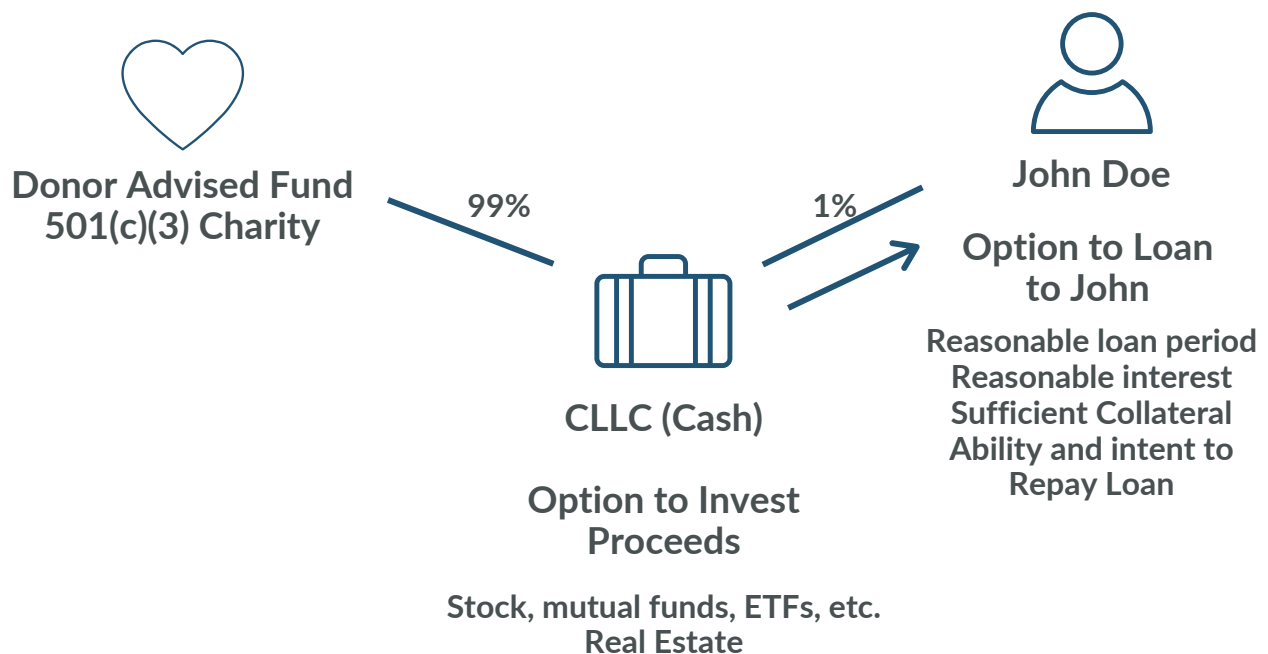 Donor Advised Fund
501(c)(3) Charity
99%
1%
John Doe
Option to Loan
to John
Reasonable loan period
Reasonable interest
Sufficient Collateral
Ability and intent to
Repay Loan
CLLC (Cash)
Option to Invest
Proceeds
Stock, mutual funds, ETFs, etc.
Real Estate